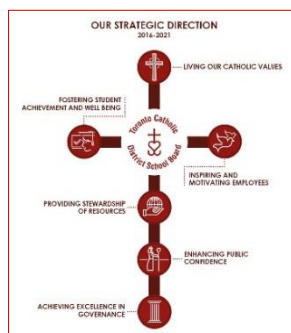 OUR STRATEGIC DIRECTION
2016-2021
LIVING OUR CATHOLIC VALUES
FOSTERING STUDENT
ACHIEVEMENT AND WELL BEING
Toronto Catholic
District School Board
INSPIRING AND
MOTIVATING EMPLOYEES
PROVIDING STEWARDSHIP
OF RESOURCES
ENHANCING PUBLIC
CONFIDENCE
ACHIEVING EXCELLENCE IN
GOVERNANCE